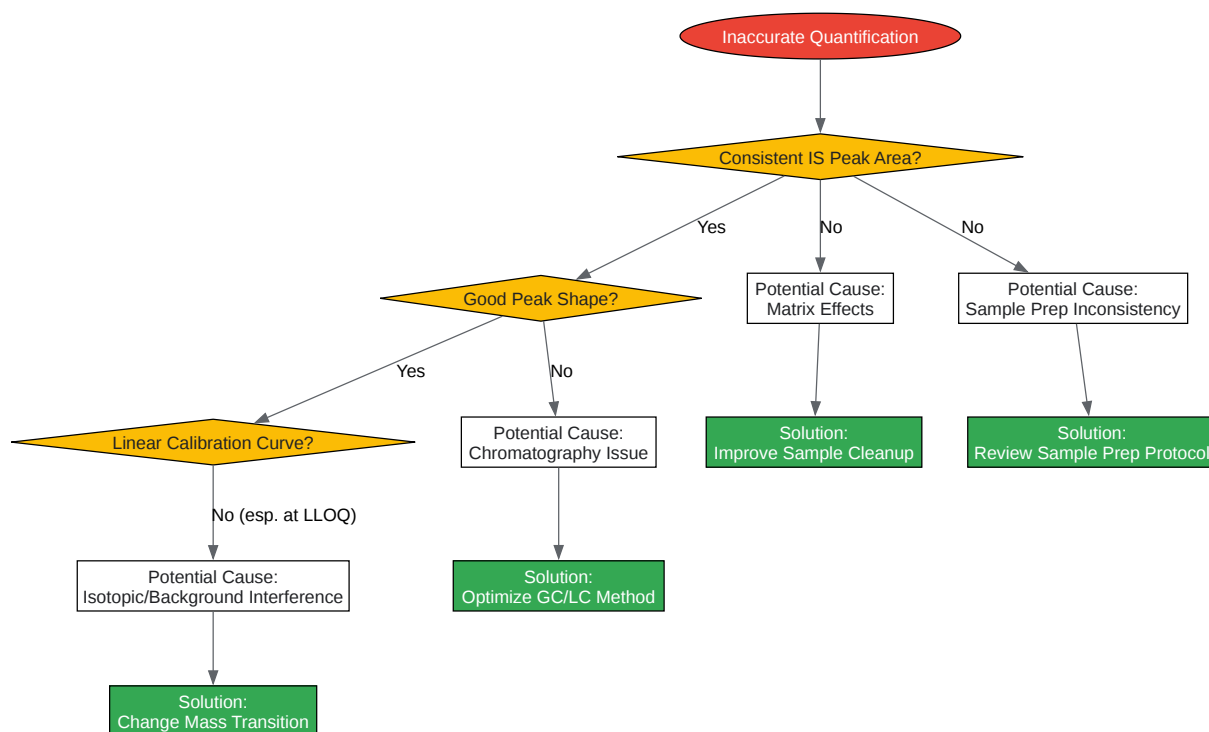 Inaccurate Quantification
Consistent IS Peak Area?
Yes
No
No
Good Peak Shape?
Potential Cause:
Matrix Effects
Potential Cause:
Sample Prep Inconsistency
Yes
No
Linear Calibration Curve?
Potential Cause:
Chromatography Issue
Solution:
Improve Sample Cleanup
Solution:
Review Sample Prep Protocol
No (esp. at LLOQ)
Potential Cause:
Isotopic/Background Interference
Solution:
Optimize GC/LC Method
Solution:
Change Mass Transition